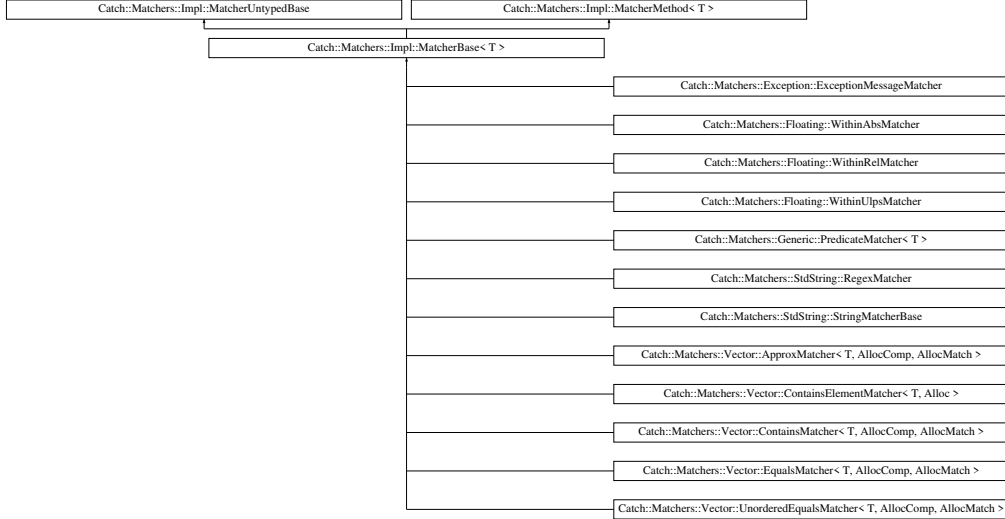 Catch::Matchers::Impl::MatcherUntypedBase
Catch::Matchers::Impl::MatcherMethod< T >
Catch::Matchers::Impl::MatcherBase< T >
Catch::Matchers::Exception::ExceptionMessageMatcher
Catch::Matchers::Floating::WithinAbsMatcher
Catch::Matchers::Floating::WithinRelMatcher
Catch::Matchers::Floating::WithinUlpsMatcher
Catch::Matchers::Generic::PredicateMatcher< T >
Catch::Matchers::StdString::RegexMatcher
Catch::Matchers::StdString::StringMatcherBase
Catch::Matchers::Vector::ApproxMatcher< T, AllocComp, AllocMatch >
Catch::Matchers::Vector::ContainsElementMatcher< T, Alloc >
Catch::Matchers::Vector::ContainsMatcher< T, AllocComp, AllocMatch >
Catch::Matchers::Vector::EqualsMatcher< T, AllocComp, AllocMatch >
Catch::Matchers::Vector::UnorderedEqualsMatcher< T, AllocComp, AllocMatch >